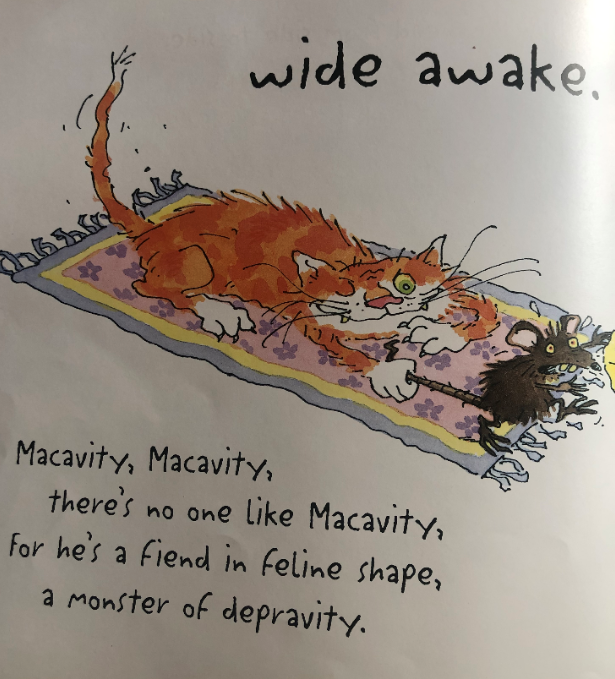 wide awake.
Macavity, Macavity,
there's no one like Macavity,
For he's a fiend in feline shape,
a monster of depravity.